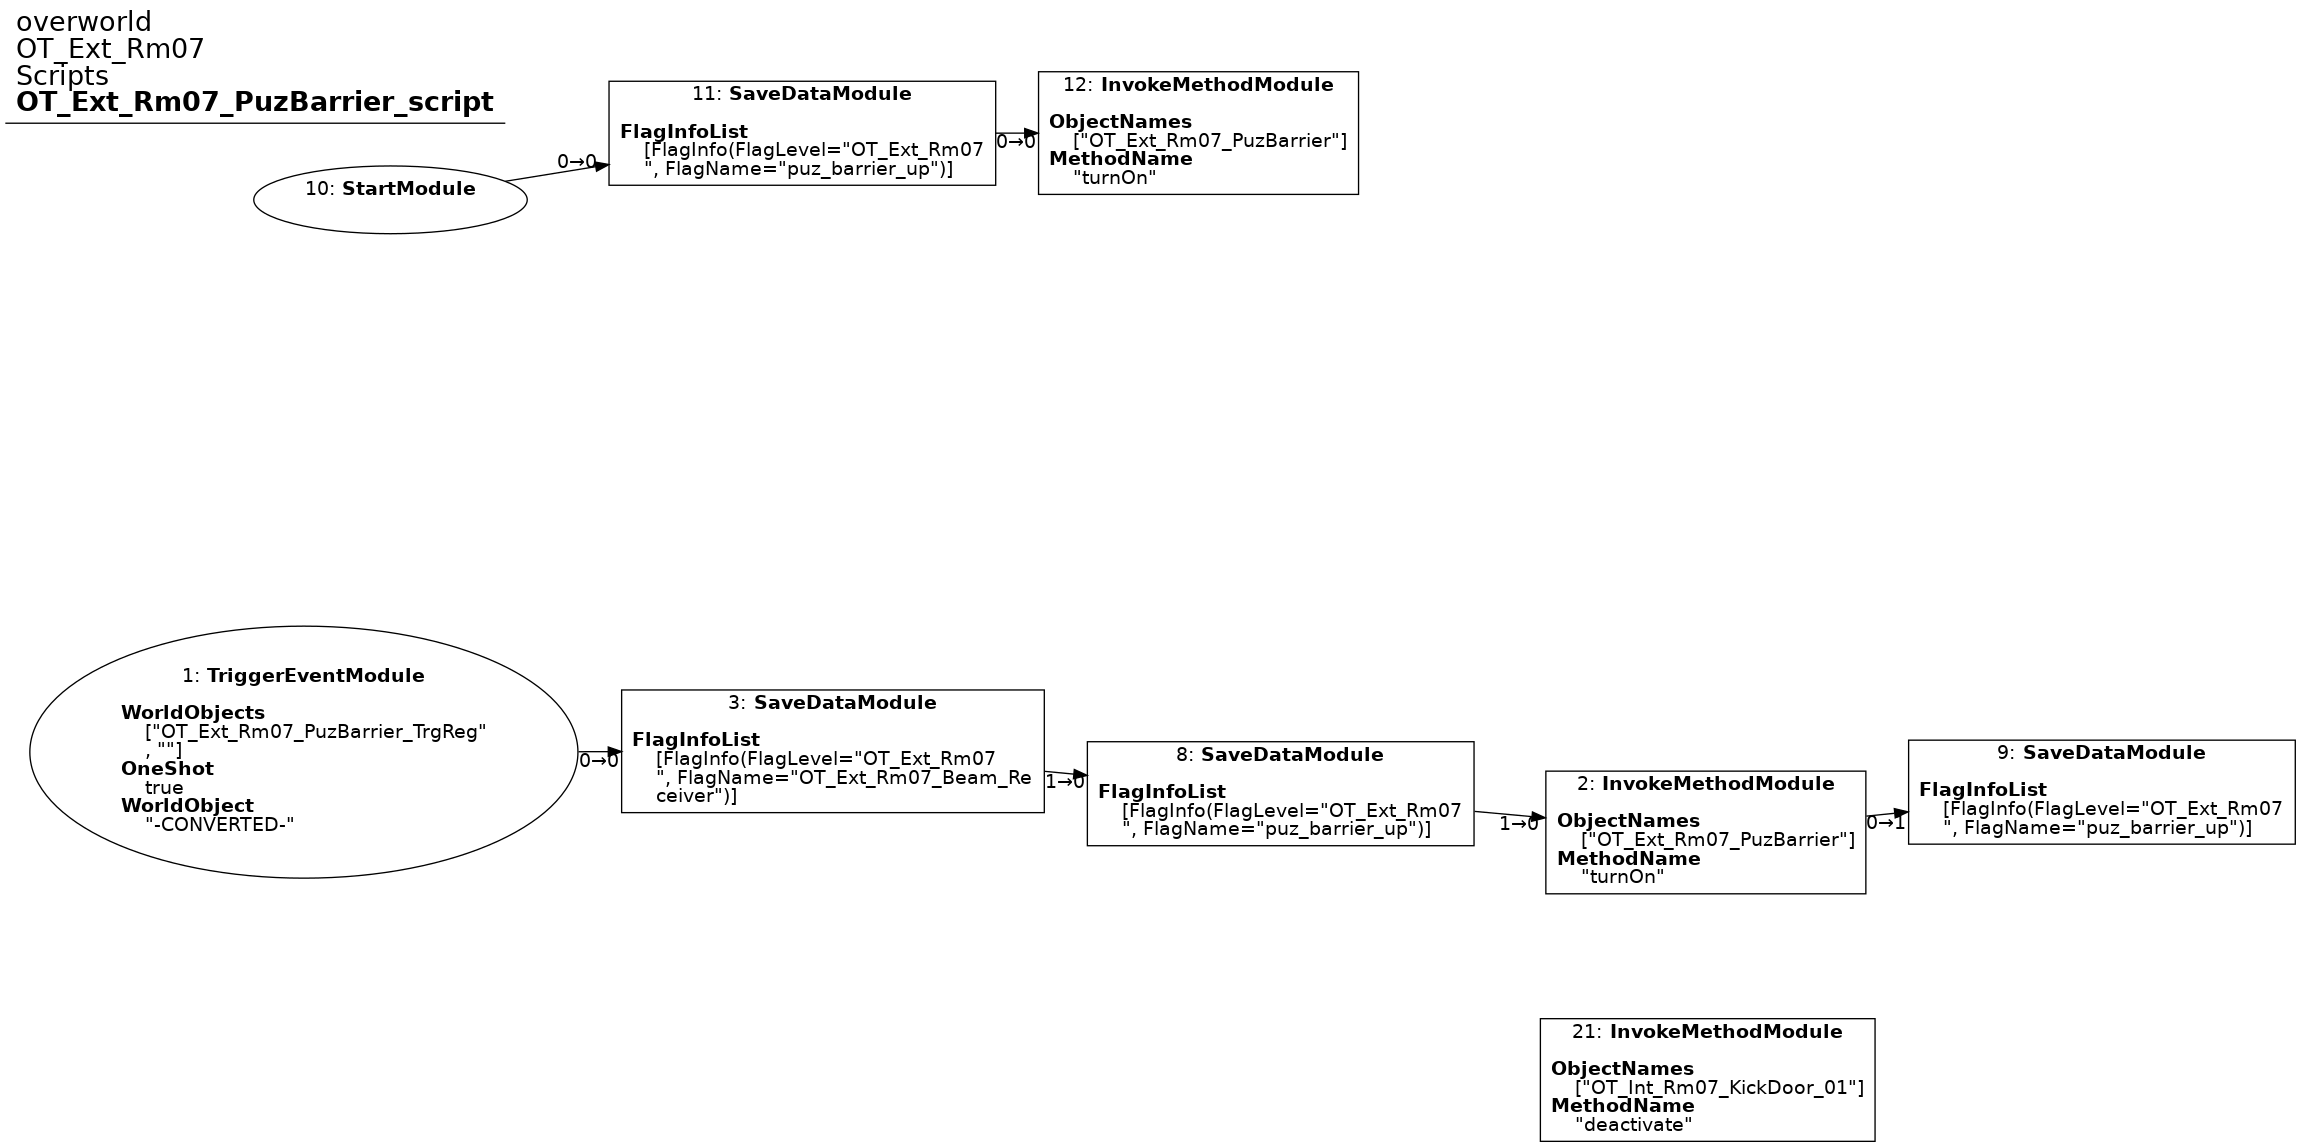 overworld
OT_Ext_Rm07
Scripts
OT_Ext_Rm07_PuzBarrier_script
10: StartModule
0→0
11: SaveDataModule
FlagInfoList
[FlagInfo(FlagLevel="OT_Ext_Rm07
", FlagName="puz_barrier_up")]
0→0
12: InvokeMethodModule
ObjectNames
["OT_Ext_Rm07_PuzBarrier"]
MethodName
"turnOn"
1: TriggerEventModule
WorldObjects
["OT_Ext_Rm07_PuzBarrier_TrgReg"
, ""]
OneShot
true
WorldObject
"-CONVERTED-"
0→0
3: SaveDataModule
FlagInfoList
[FlagInfo(FlagLevel="OT_Ext_Rm07
", FlagName="OT_Ext_Rm07_Beam_Re
ceiver")]
1→0
8: SaveDataModule
FlagInfoList
[FlagInfo(FlagLevel="OT_Ext_Rm07
", FlagName="puz_barrier_up")]
1→0
2: InvokeMethodModule
ObjectNames
["OT_Ext_Rm07_PuzBarrier"]
MethodName
"turnOn"
0→1
9: SaveDataModule
FlagInfoList
[FlagInfo(FlagLevel="OT_Ext_Rm07
", FlagName="puz_barrier_up")]
21: InvokeMethodModule
ObjectNames
["OT_Int_Rm07_KickDoor_01"]
MethodName
"deactivate"